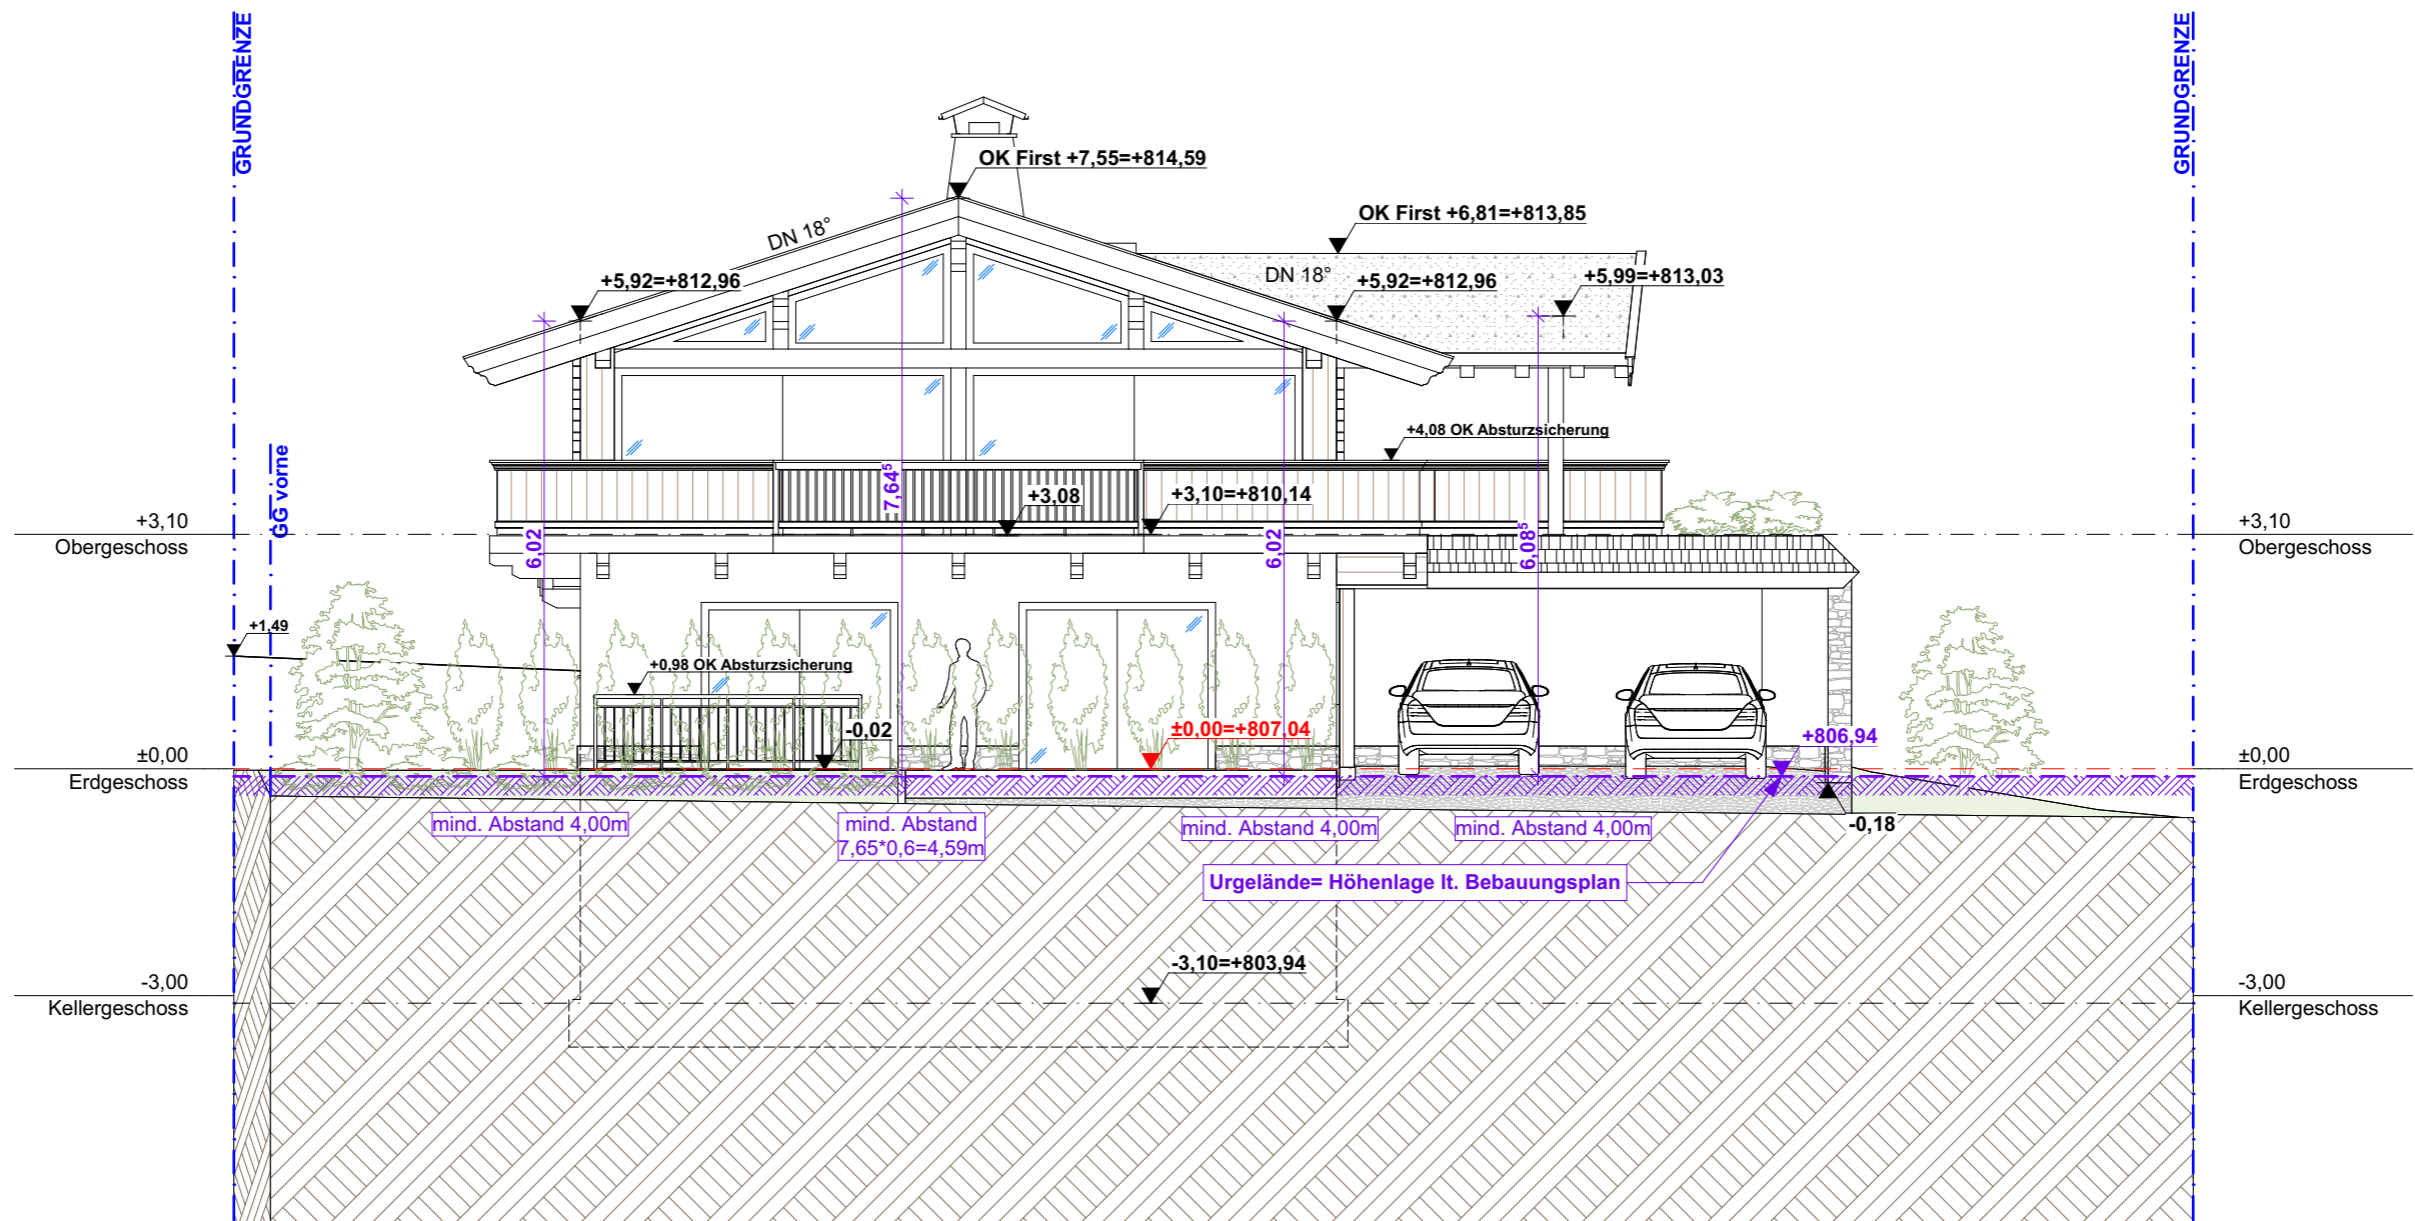 GRUNDGRENZE
GRUNDGRENZE
OK First +7,55=+814,59
OK First +6,81=+813,85
DN 18°
DN 18°
+5,92=+812,96
+5,92=+812,96
+5,99=+813,03
+4,08 OK Absturzsicherung
GG vorne
7,64⁵
+3,08
+3,10=+810,14
+3,10
Obergeschoss
6,02
6,02
6,08⁵
+3,10
Obergeschoss
+1,49
+0,98 OK Absturzsicherung
-0,02
±0,00=+807,04
+806,94
±0,00
Erdgeschoss
±0,00
Erdgeschoss
mind. Abstand 4,00m
mind. Abstand
7,65*0,6=4,59m
mind. Abstand 4,00m
mind. Abstand 4,00m
-0,18
Urgelände= Höhenlage lt. Bebauungsplan
-3,10=+803,94
-3,00
Kellergeschoss
-3,00
Kellergeschoss